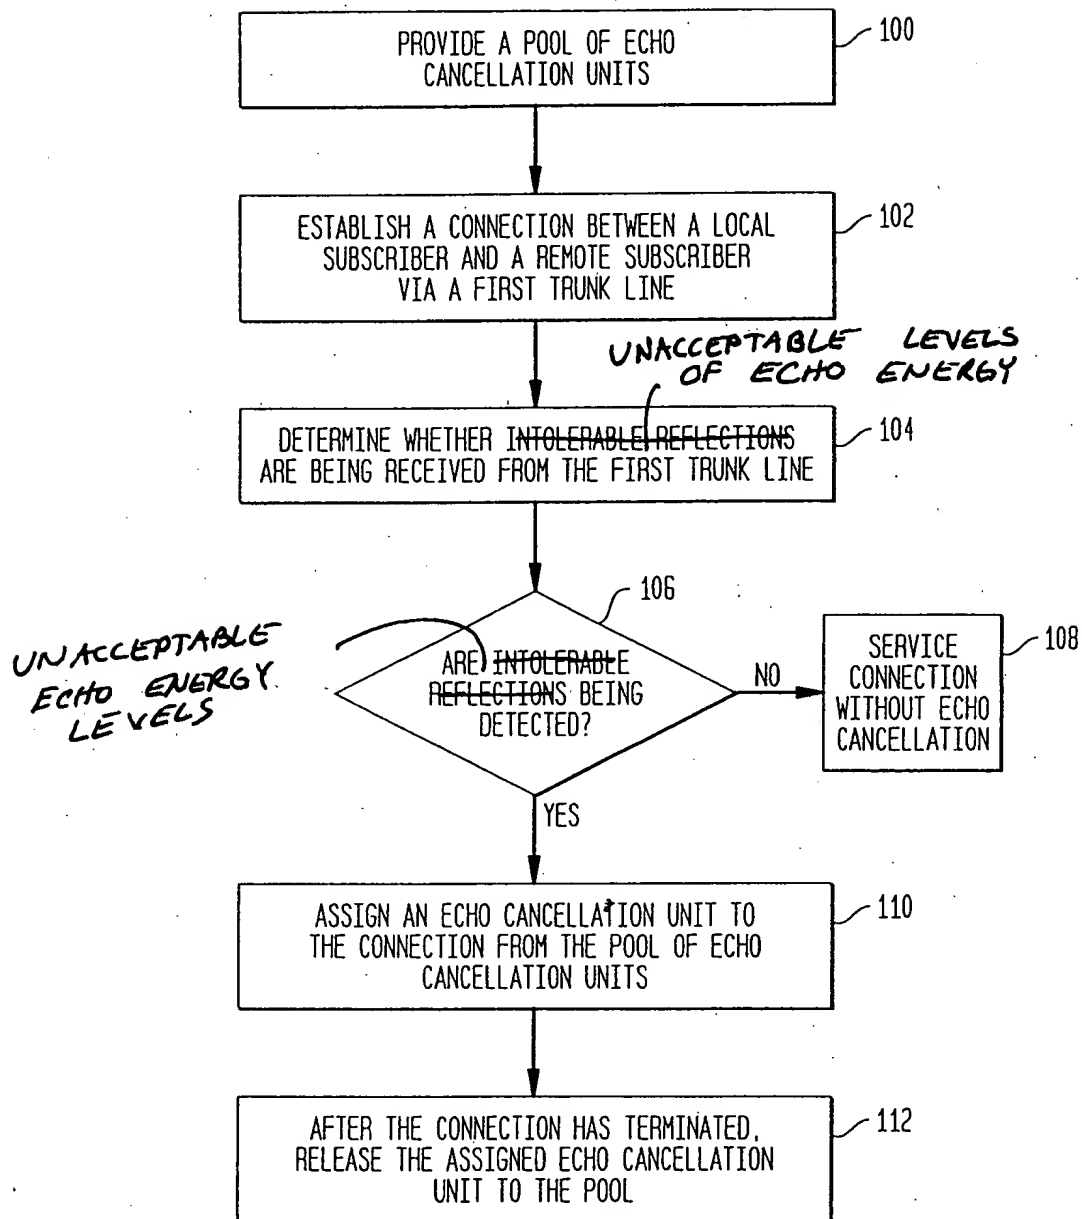 PROVIDE A POOL OF ECHO
CANCELLATION UNITS
100
ESTABLISH A CONNECTION BETWEEN A LOCAL
SUBSCRIBER AND A REMOTE SUBSCRIBER
VIA A FIRST TRUNK LINE
102
UNACCEPTABLE LEVELS
OF ECHO ENERGY
DETERMINE WHETHER INTOLERABLE REFLECTIONS
ARE BEING RECEIVED FROM THE FIRST TRUNK LINE
104
106
UNACCEPTABLE
ECHO ENERGY
LEVELS
ARE INTOLERABLE
REFLECTIONS BEING
DETECTED?
NO
SERVICE
CONNECTION
WITHOUT ECHO
CANCELLATION
108
YES
ASSIGN AN ECHO CANCELLATION UNIT TO
THE CONNECTION FROM THE POOL OF ECHO
CANCELLATION UNITS
110
AFTER THE CONNECTION HAS TERMINATED,
RELEASE THE ASSIGNED ECHO CANCELLATION
UNIT TO THE POOL
112